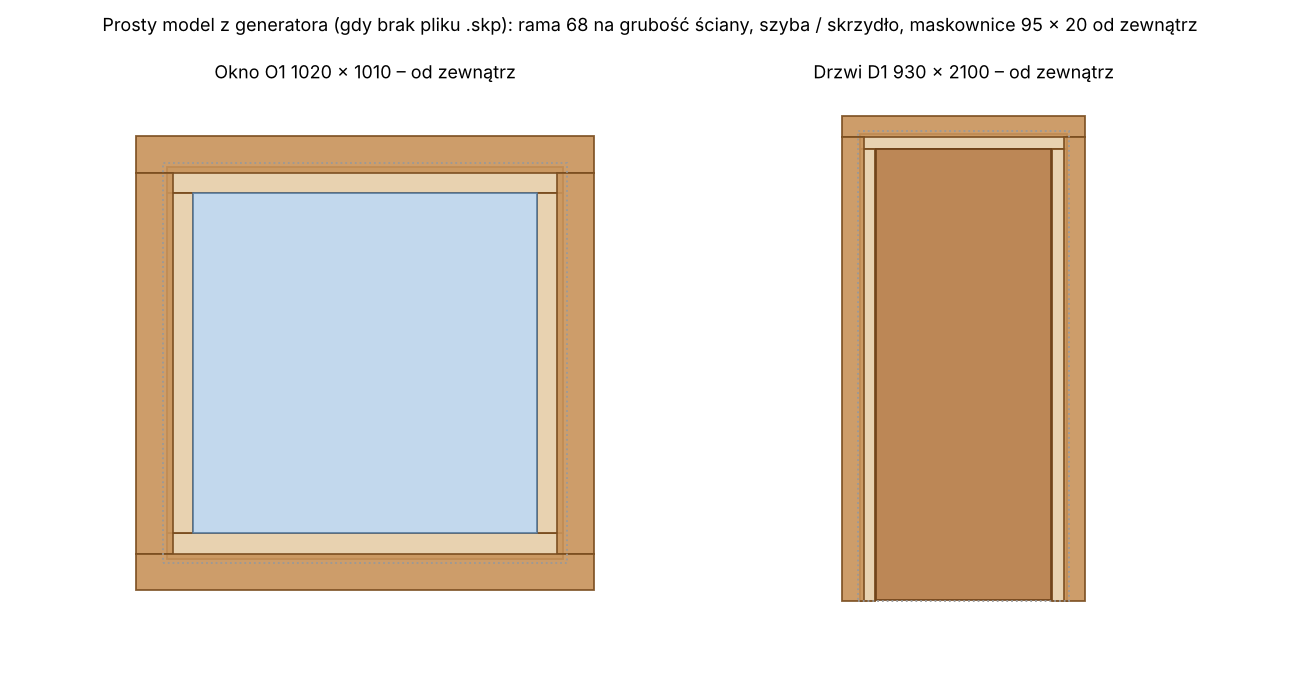 Prosty model z generatora (gdy brak pliku .skp): rama 68 na grubość ściany, szyba / skrzydło, maskownice 95 × 20 od zewnątrz
Okno O1 1020 × 1010 – od zewnątrz
Drzwi D1 930 × 2100 – od zewnątrz